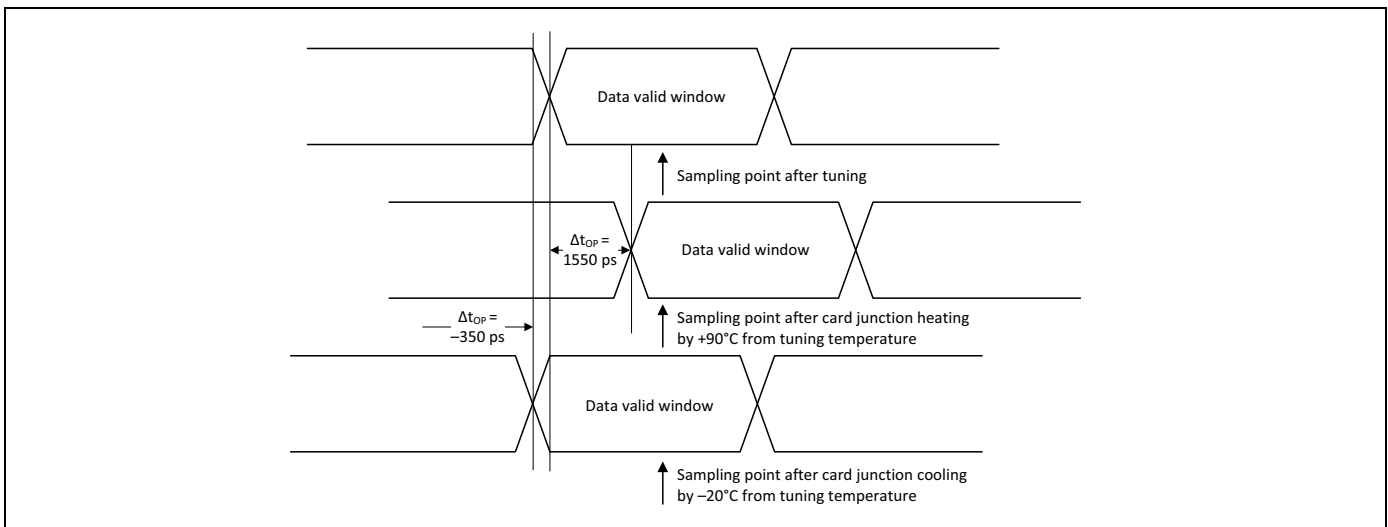 Data valid window
Sampling point after tuning
Δt_OP =
1550 ps
Data valid window
Sampling point after card junction heating
by +90°C from tuning temperature
Δt_OP =
–350 ps
Data valid window
Sampling point after card junction cooling
by –20°C from tuning temperature